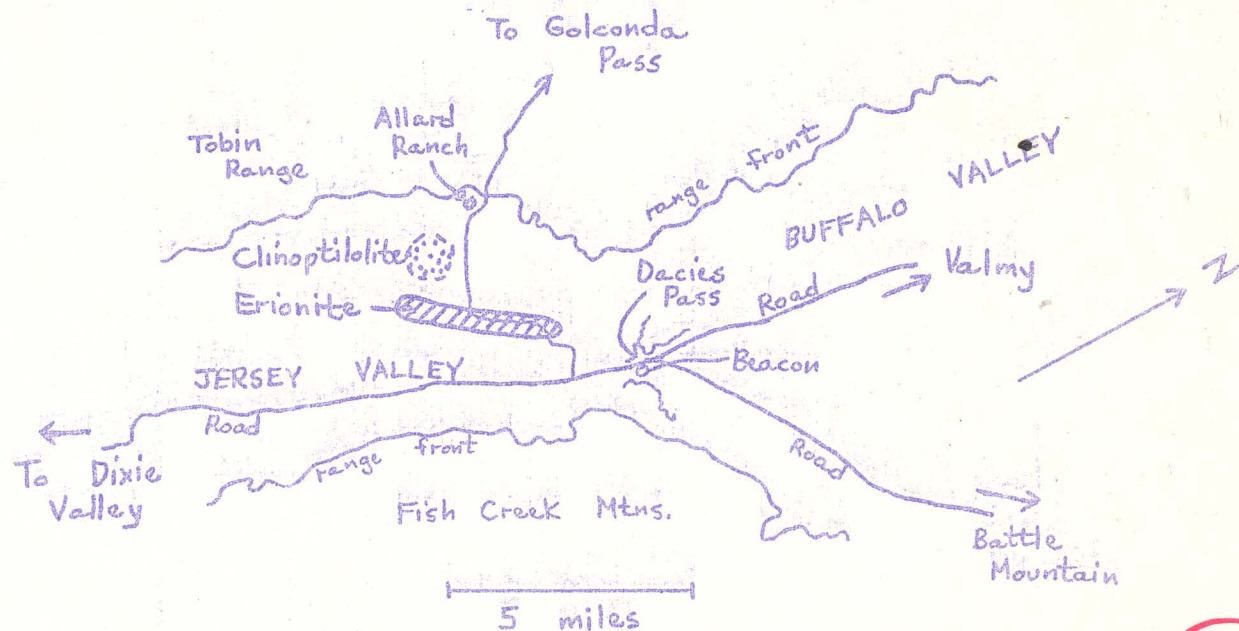 To Golconda
Pass
Allard
Ranch
Tobin
Range
range front
VALLEY
BUFFALO
Clinoptilolite
Dacies
Pass
Valmy
N
Road
Erionite
Beacon
JERSEY VALLEY
Road
Road
range front
To Dixie
Valley
Fish Creek Mtns.
Battle
Mountain
5 miles